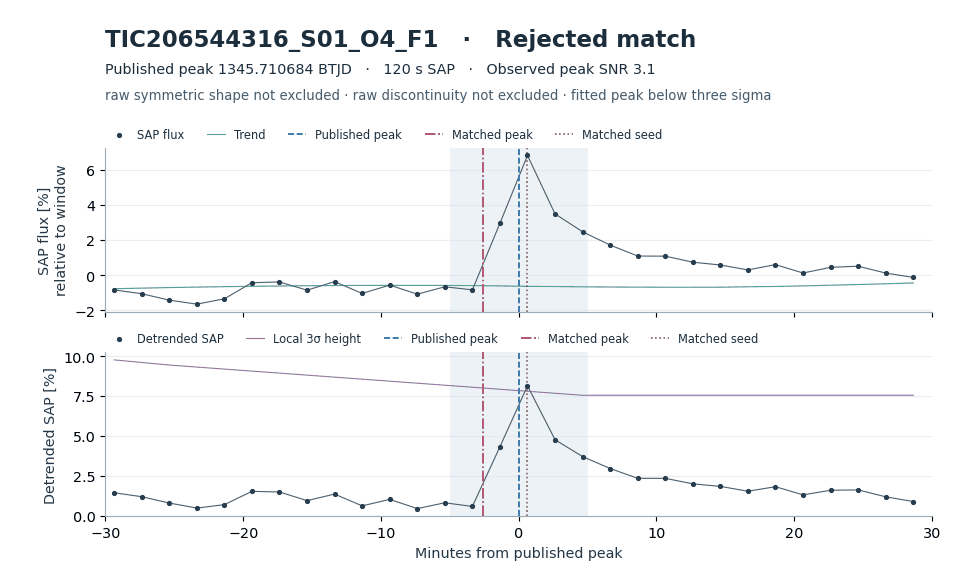 TIC206544316_S01_O4_F1 · Rejected match
Published peak 1345.710684 BTJD · 120 s SAP · Observed peak SNR 3.1
raw symmetric shape not excluded · raw discontinuity not excluded · fitted peak below three sigma
SAP flux Trend Published peak Matched peak Matched seed
SAP flux [%]
relative to window
6
4
2
0
−2
Detrended SAP Local 3σ height Published peak Matched peak Matched seed
Detrended SAP [%]
10.0
7.5
5.0
2.5
0.0
−30 −20 −10 0 10 20 30
Minutes from published peak